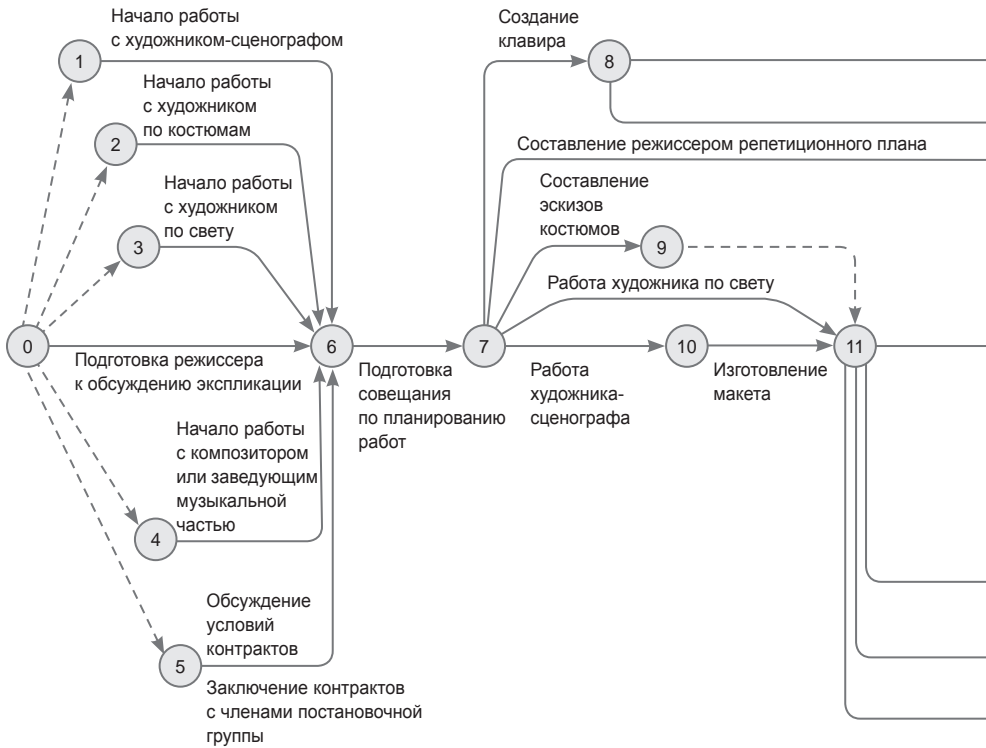 Начало работы
с художником-сценографом
1
Начало работы
с художником
по костюмам
2
Начало работы
с художником
по свету
3
0
Подготовка режиссера
к обсуждению экспликации
6
Начало работы
с композитором
или заведующим
музыкальной
частью
4
Обсуждение
условий
контрактов
5
Заключение контрактов
с членами постановочной
группы
Подготовка
совещания
по планированию
работ
7
Создание
клавира
8
Составление режиссером репетиционного плана
Составление
эскизов
костюмов
9
Работа художника по свету
10
Работа
художника-
сценографа
Изготовление
макета
11